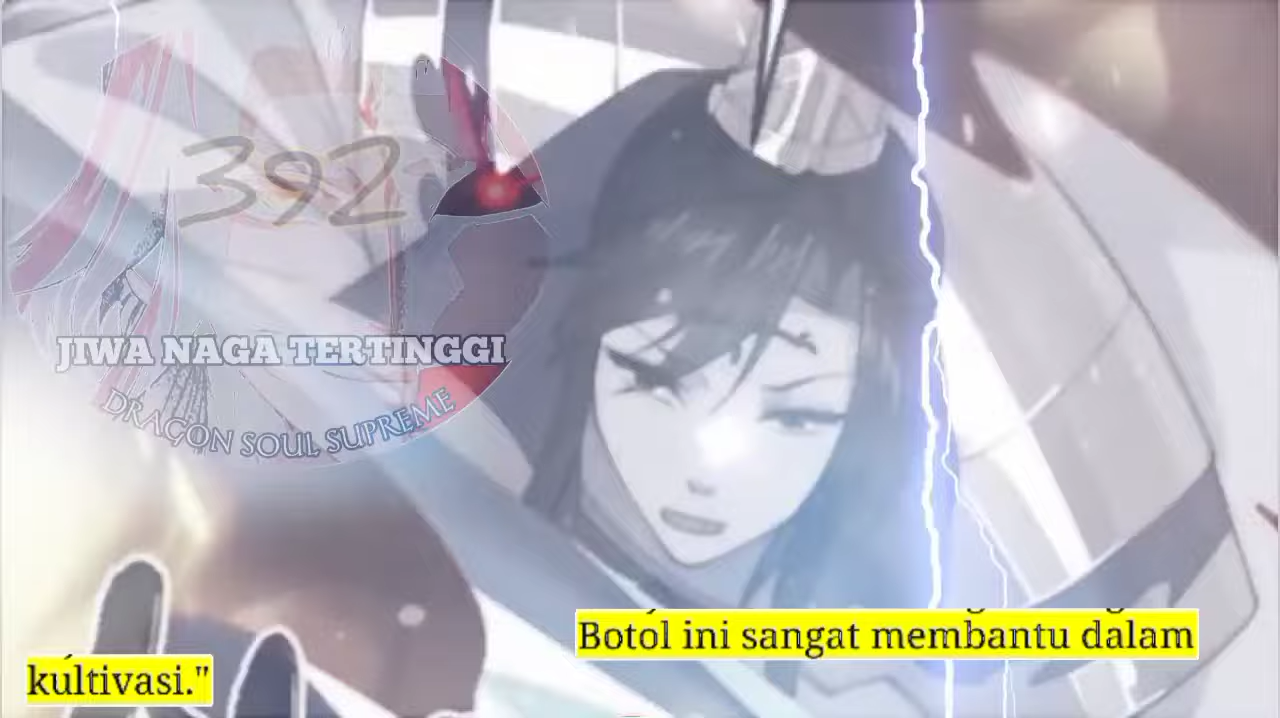 392
JIWA NAGA TERTINGGI
DRAGON SOUL SUPREME
Botol ini sangat membantu dalam
kultivasi."